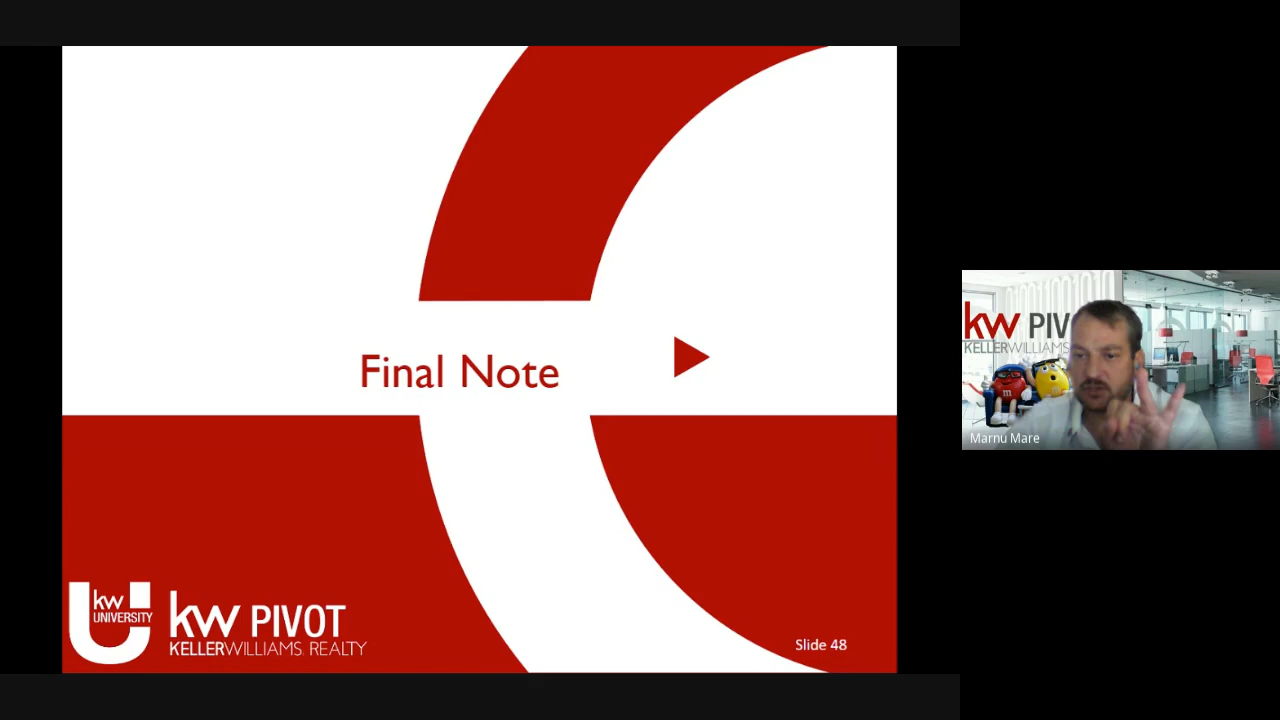 Final Note
kw
UNIVERSITY
kw PIVOT
KELLERWILLIAMS. REALTY
Slide 48
kw PIV
KELLERWILLIAMS
m
Marnu Mare